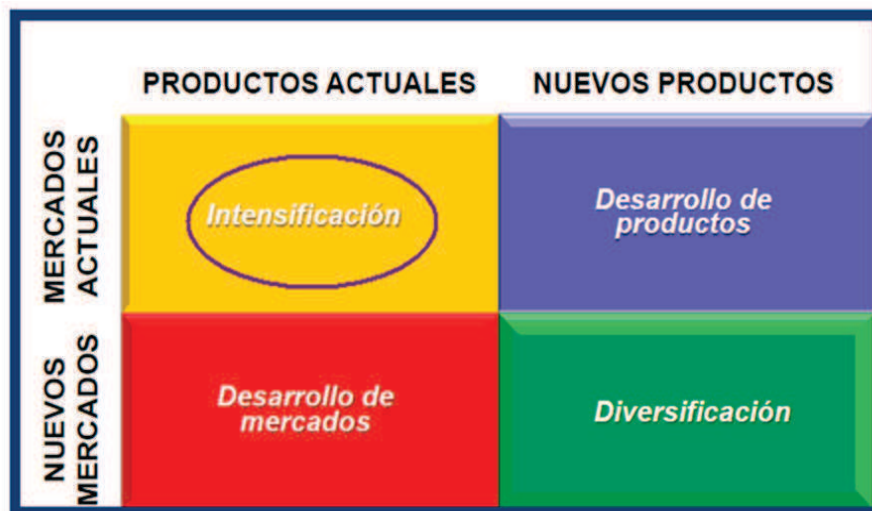 PRODUCTOS ACTUALES
NUEVOS PRODUCTOS
MERCADOS
ACTUALES
Intensificación
Desarrollo de
productos
NUEVOS
MERCADOS
Desarrollo de
mercados
Diversificación